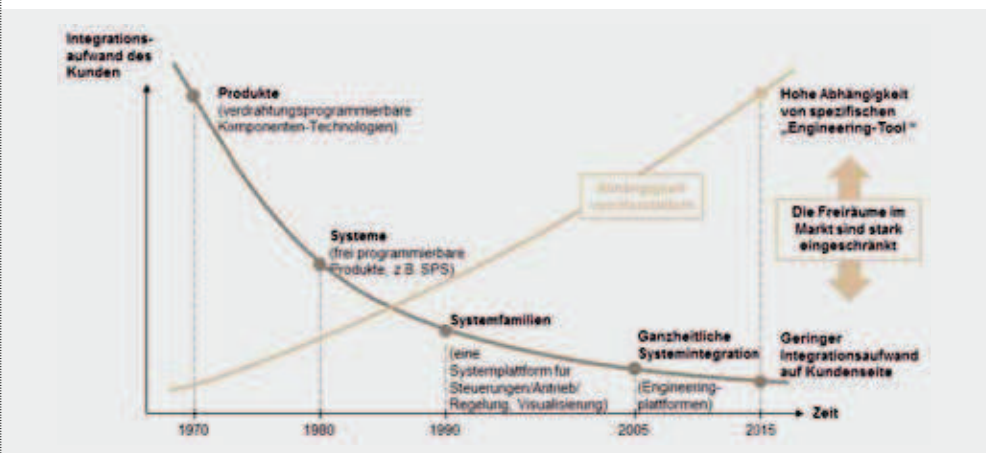 Integrations-
aufwand des
Kunden
Produkte
(verdrahtungsprogrammierbare
Komponenten-Technologien)
Hohe Abhängigkeit
von spezifischen
„Engineering-Tool“
Abhängigkeit
Die Freiräume im
Markt sind stark
eingeschränkt
Systeme
(frei programmierbare
Produkte, z.B. SPS)
Systemfamilien
(eine
Systemplattform für
Steuerungen/Antrieb/
Regelung, Visualisierung)
Ganzheitliche
Systemintegration
(Engineering-
plattformen)
Geringer
Integrationsaufwand
auf Kundenseite
Zeit
1970
1980
1990
2005
2015